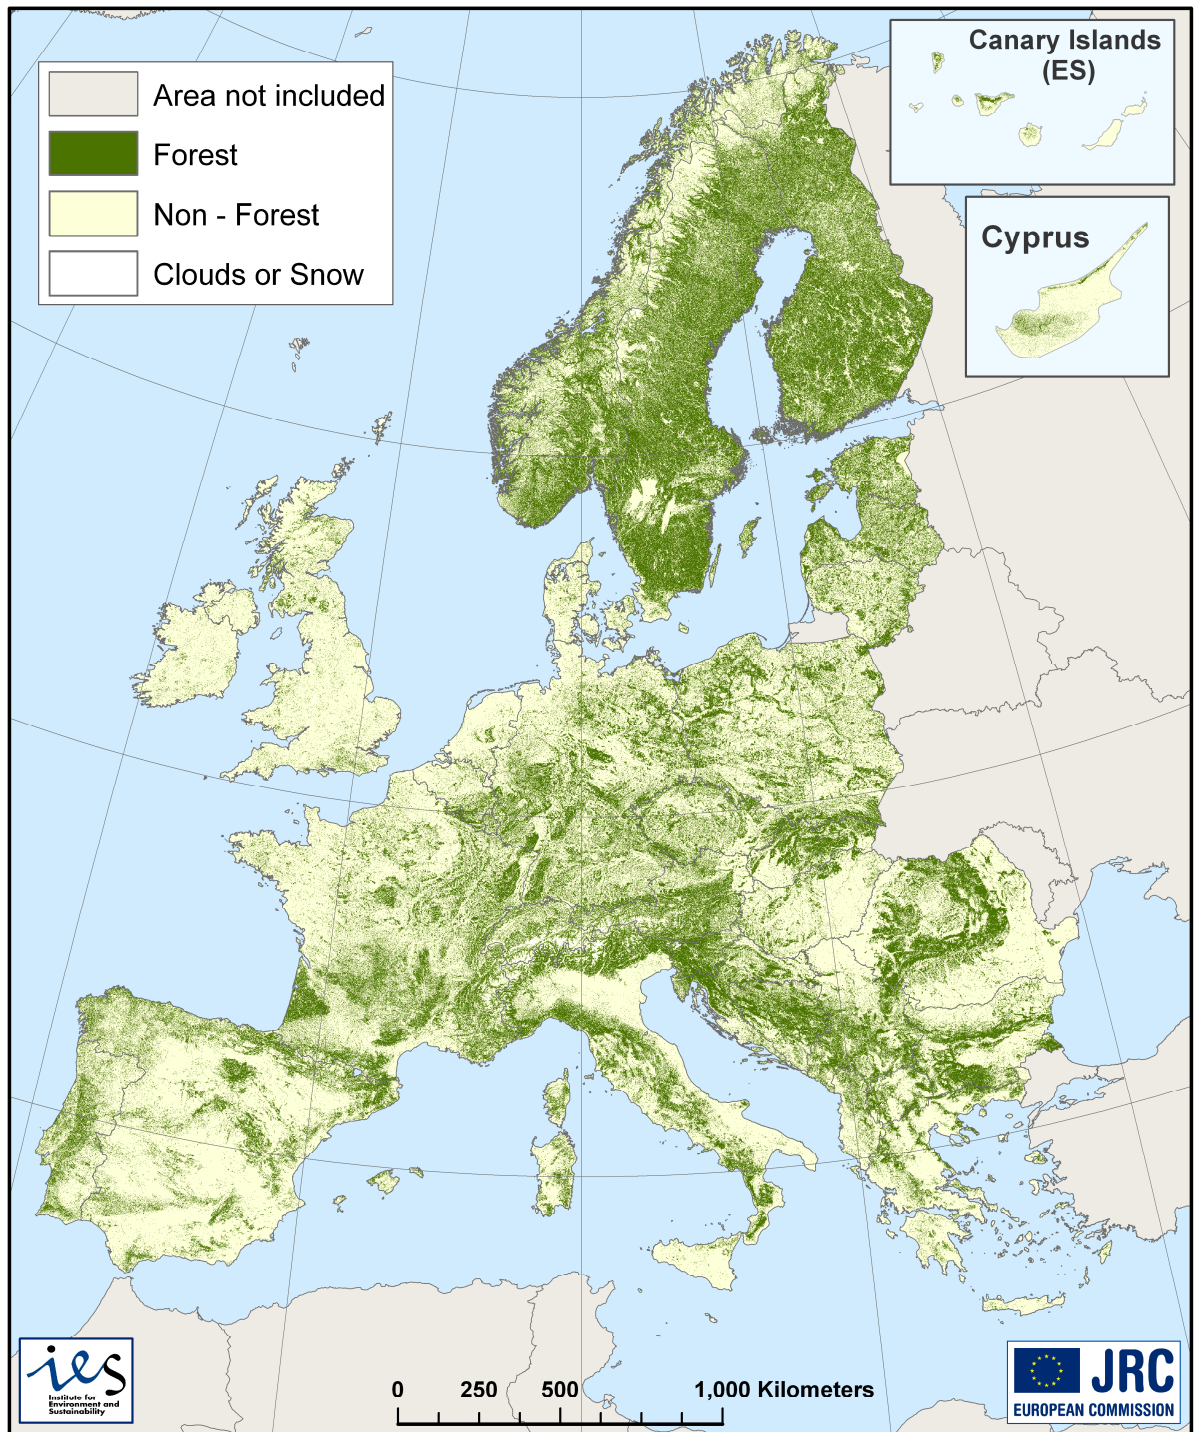 Area not included
Forest
Non - Forest
Clouds or Snow
Canary Islands
(ES)
Cyprus
ies
Institute for
Environment and
Sustainability
0 250 500 1,000 Kilometers
JRC
EUROPEAN COMMISSION